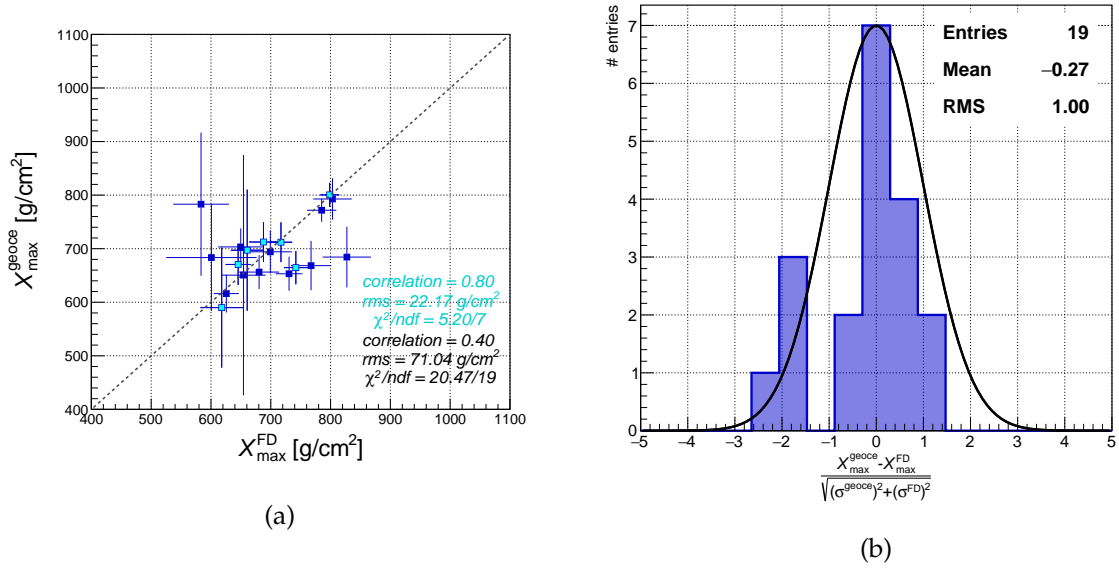 1100
1000
900
800
700
600
500
400
400 500 600 700 800 900 1000 1100
X_max^geoce [g/cm²]
X_max^FD [g/cm²]
correlation = 0.80
rms = 22.17 g/cm²
χ²/ndf = 5.20/7
correlation = 0.40
rms = 71.04 g/cm²
χ²/ndf = 20.47/19
(a)
# entries
7
6
5
4
3
2
1
0
−5 −4 −3 −2 −1 0 1 2 3 4 5
Entries 19
Mean −0.27
RMS 1.00
X_max^geoce-X_max^FD
√(σ^geoce)²+(σ^FD)²
(b)